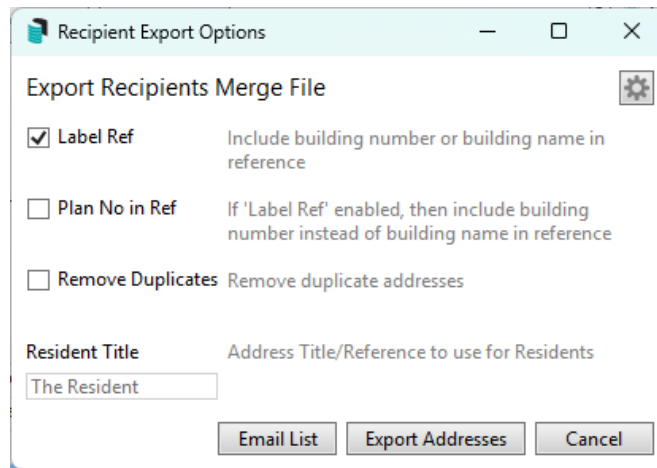 Recipient Export Options
Export Recipients Merge File
Label Ref
Include building number or building name in
reference
Plan No in Ref
If 'Label Ref' enabled, then include building
number instead of building name in reference
Remove Duplicates
Remove duplicate addresses
Resident Title
Address Title/Reference to use for Residents
The Resident
Email List
Export Addresses
Cancel